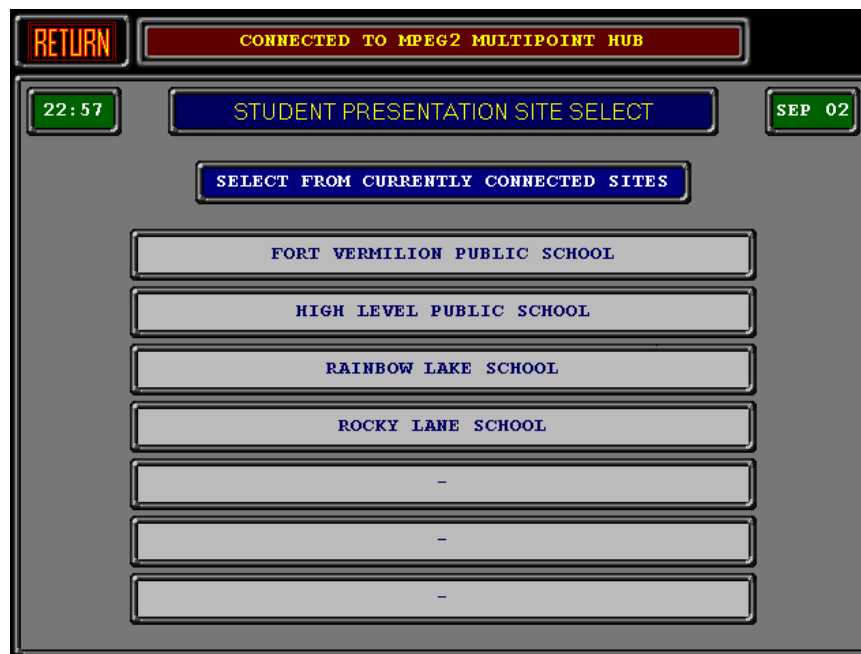 RETURN
CONNECTED TO MPEG2 MULTIPOINT HUB
22:57
STUDENT PRESENTATION SITE SELECT
SEP 02
SELECT FROM CURRENTLY CONNECTED SITES
FORT VERMILION PUBLIC SCHOOL
HIGH LEVEL PUBLIC SCHOOL
RAINBOW LAKE SCHOOL
ROCKY LANE SCHOOL
-
-
-